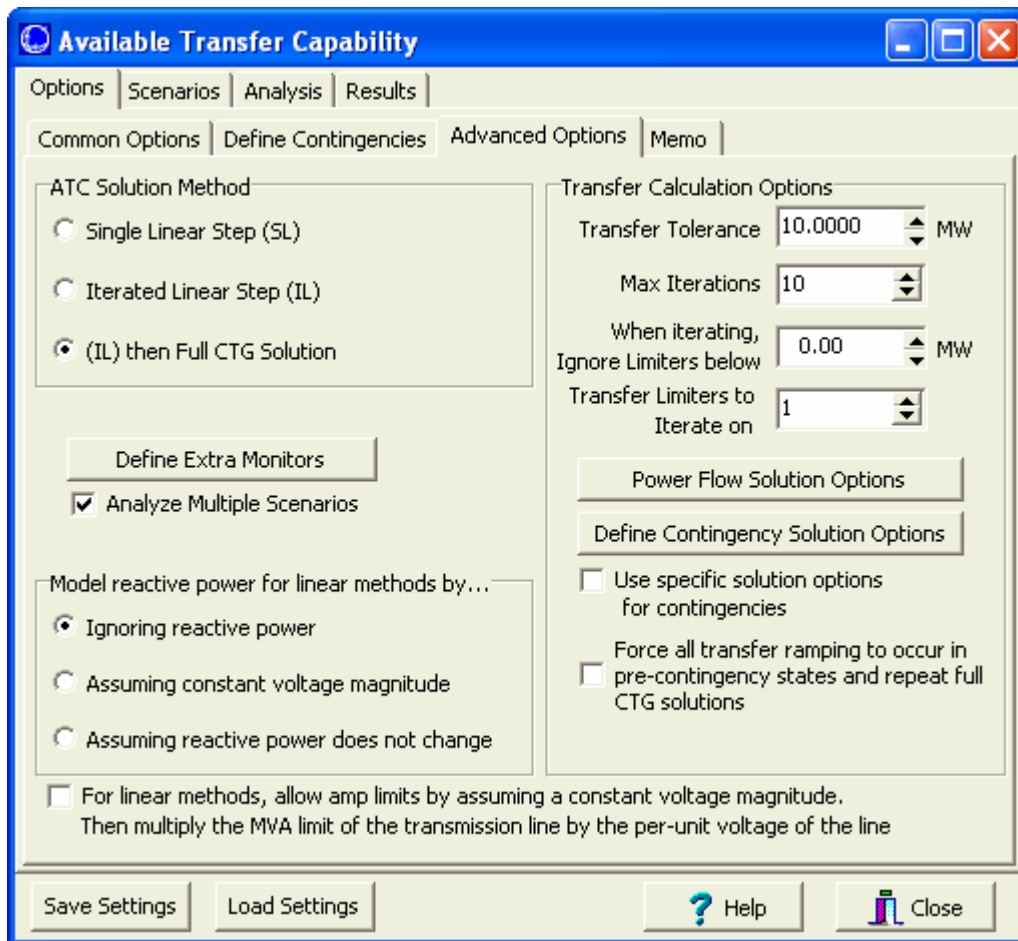 Available Transfer Capability
Options Scenarios Analysis Results
Common Options Define Contingencies Advanced Options Memo
ATC Solution Method
Single Linear Step (SL)
Iterated Linear Step (IL)
(IL) then Full CTG Solution
Define Extra Monitors
Analyze Multiple Scenarios
Model reactive power for linear methods by...
Ignoring reactive power
Assuming constant voltage magnitude
Assuming reactive power does not change
Transfer Calculation Options
Transfer Tolerance 10.0000 MW
Max Iterations 10
When iterating,
Ignore Limiters below 0.00 MW
Transfer Limiters to
Iterate on 1
Power Flow Solution Options
Define Contingency Solution Options
Use specific solution options
for contingencies
Force all transfer ramping to occur in
pre-contingency states and repeat full
CTG solutions
For linear methods, allow amp limits by assuming a constant voltage magnitude.
Then multiply the MVA limit of the transmission line by the per-unit voltage of the line
Save Settings Load Settings ? Help Close